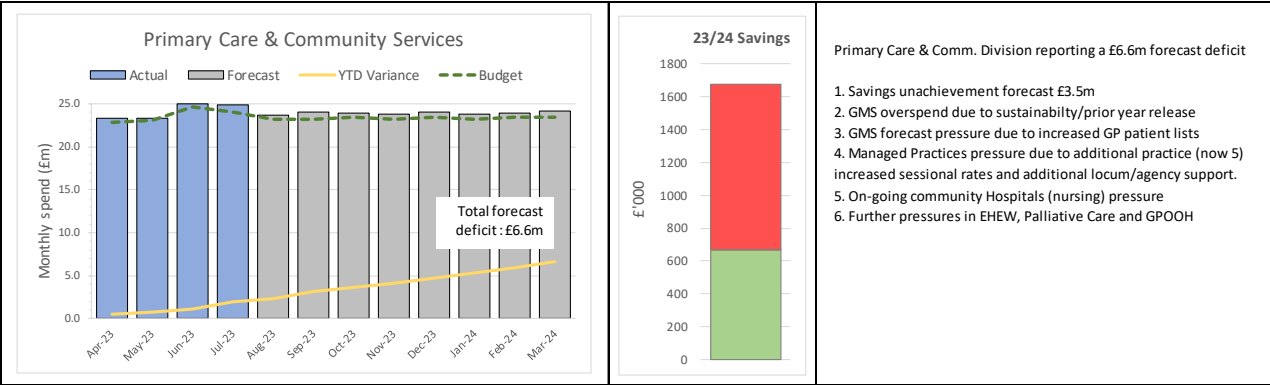 Primary Care & Community Services
Actual
Forecast
YTD Variance
Budget
Monthly spend (£m)
25.0
20.0
15.0
10.0
5.0
0.0
Total forecast
deficit : £6.6m
Apr-23
May-23
Jun-23
Jul-23
Aug-23
Sep-23
Oct-23
Nov-23
Dec-23
Jan-24
Feb-24
Mar-24
23/24 Savings
£'000
1800
1600
1400
1200
1000
800
600
400
200
0
Primary Care & Comm. Division reporting a £6.6m forecast deficit
1. Savings unachievement forecast £3.5m
2. GMS overspend due to sustainabilty/prior year release
3. GMS forecast pressure due to increased GP patient lists
4. Managed Practices pressure due to additional practice (now 5)
increased sessional rates and additional locum/agency support.
5. On-going community Hospitals (nursing) pressure
6. Further pressures in EHEW, Palliative Care and GPOOH